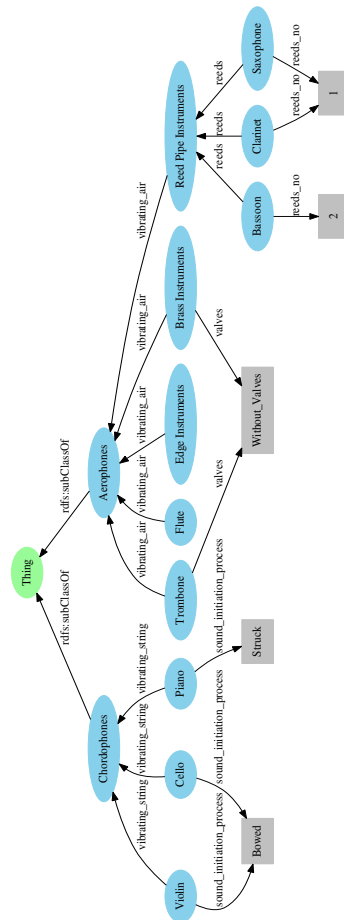 Thing
rdfs:subClassOf
rdfs:subClassOf
Chordophones
Aerophones
vibrating_string
vibrating_string
vibrating_string
vibrating_air
vibrating_air
vibrating_air
vibrating_air
vibrating_air
Violin
Cello
Piano
Trombone
Flute
Edge Instruments
Brass Instruments
Reed Pipe Instruments
sound_initiation_process
sound_initiation_process
sound_initiation_process
valves
valves
reeds
reeds
reeds
Bowed
Struck
Without_Valves
Bassoon
Clarinet
Saxophone
reeds_no
reeds_no
reeds_no
2
1